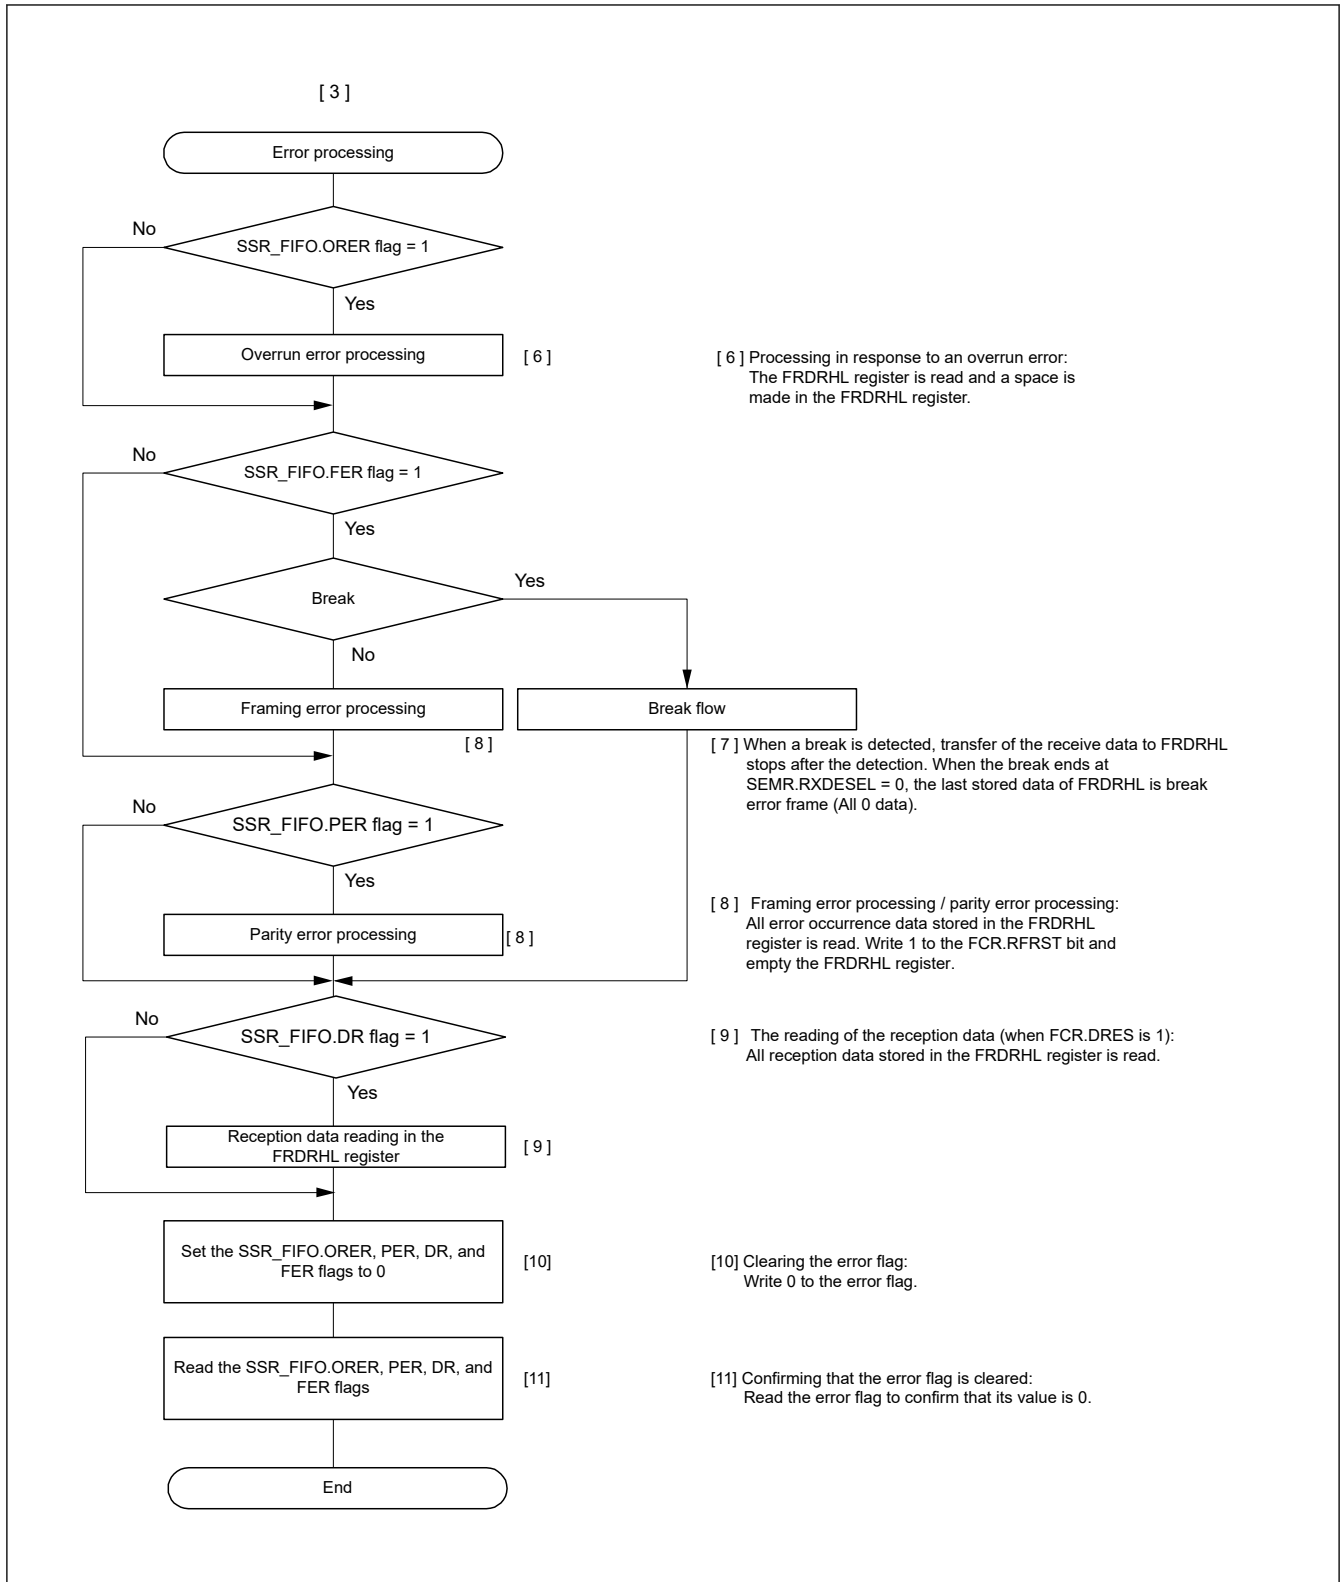 [ 3 ]
Error processing
No
SSR_FIFO.ORER flag = 1
Yes
Overrun error processing
[ 6 ]
[ 6 ] Processing in response to an overrun error:
The FRDRHL register is read and a space is
made in the FRDRHL register.
No
SSR_FIFO.FER flag = 1
Yes
Break
Yes
No
Framing error processing
[ 8 ]
Break flow
[ 7 ] When a break is detected, transfer of the receive data to FRDRHL
stops after the detection. When the break ends at
SEMR.RXDESEL = 0, the last stored data of FRDRHL is break
error frame (All 0 data).
No
SSR_FIFO.PER flag = 1
Yes
Parity error processing
[ 8 ]
[ 8 ] Framing error processing / parity error processing:
All error occurrence data stored in the FRDRHL
register is read. Write 1 to the FCR.RFRST bit and
empty the FRDRHL register.
No
SSR_FIFO.DR flag = 1
Yes
[ 9 ] The reading of the reception data (when FCR.DRES is 1):
All reception data stored in the FRDRHL register is read.
Reception data reading in the
FRDRHL register
[ 9 ]
Set the SSR_FIFO.ORER, PER, DR, and
FER flags to 0
[10]
[10] Clearing the error flag:
Write 0 to the error flag.
Read the SSR_FIFO.ORER, PER, DR, and
FER flags
[11]
[11] Confirming that the error flag is cleared:
Read the error flag to confirm that its value is 0.
End